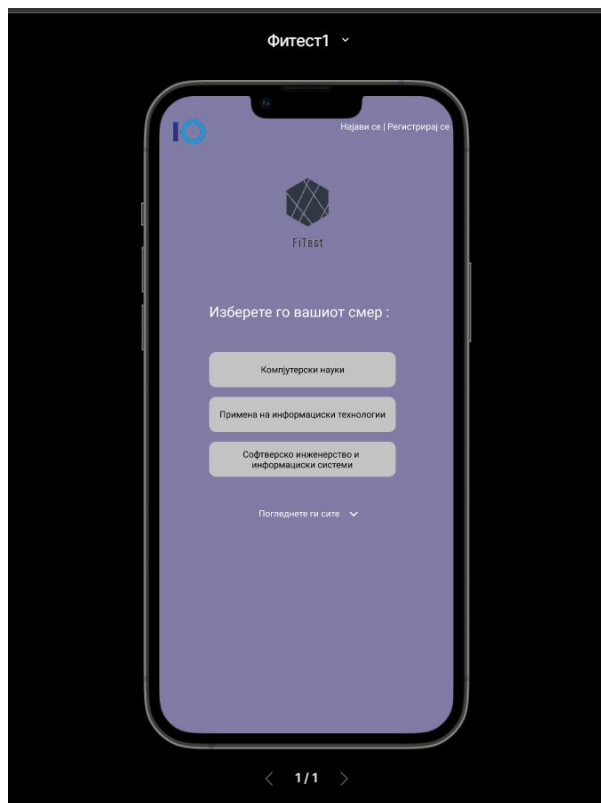 Фитест1
Најави се | Регистрирај се
FiTest
Изберете го вашиот смер :
Компјутерски науки
Примена на информациски технологии
Софтверско инженерство и
информациски системи
Погледнете ги сите
1/1